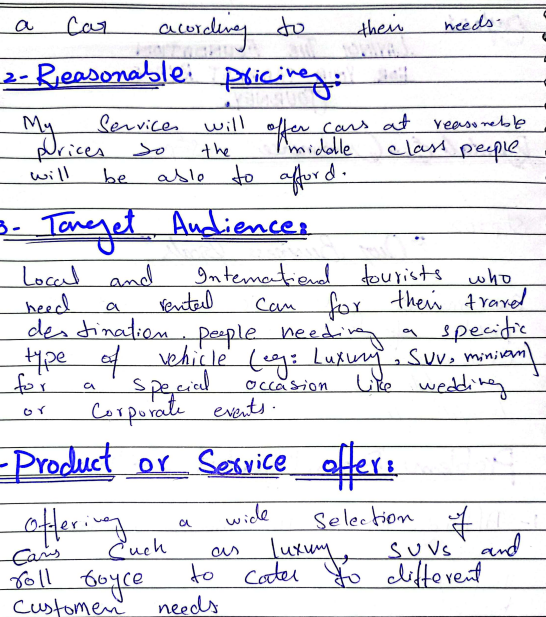 a Car acording to their needs.
2- Reasonable Pricing:
My Services will offer cars at reasoneble
prices so the middle class people
will be able to afford.
3- Target Audience:
Local and International tourists who
need a rented car for their travel
destination. people needing a specific
type of vehicle (eg: Luxury, SUV, minivan)
for a special occasion like wedding
or Corporate events.
-Product or Service offer:
Offering a wide Selection of
Cars Such as luxury, SUVs and
roll royce to cater to different
Customer needs